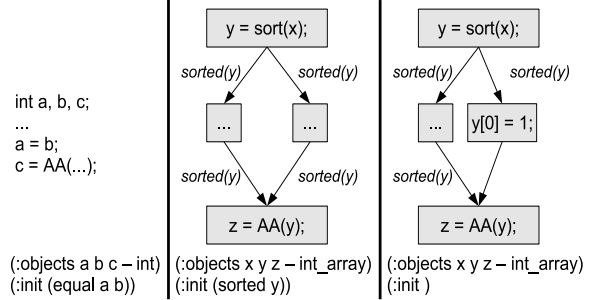 int a, b, c;
...
a = b;
c = AA(...);
(:objects a b c – int)
(:init (equal a b))
y = sort(x);
sorted(y)
sorted(y)
...
...
sorted(y)
sorted(y)
z = AA(y);
(:objects x y z – int_array)
(:init (sorted y))
y = sort(x);
sorted(y)
sorted(y)
...
y[0] = 1;
sorted(y)
z = AA(y);
(:objects x y z – int_array)
(:init )